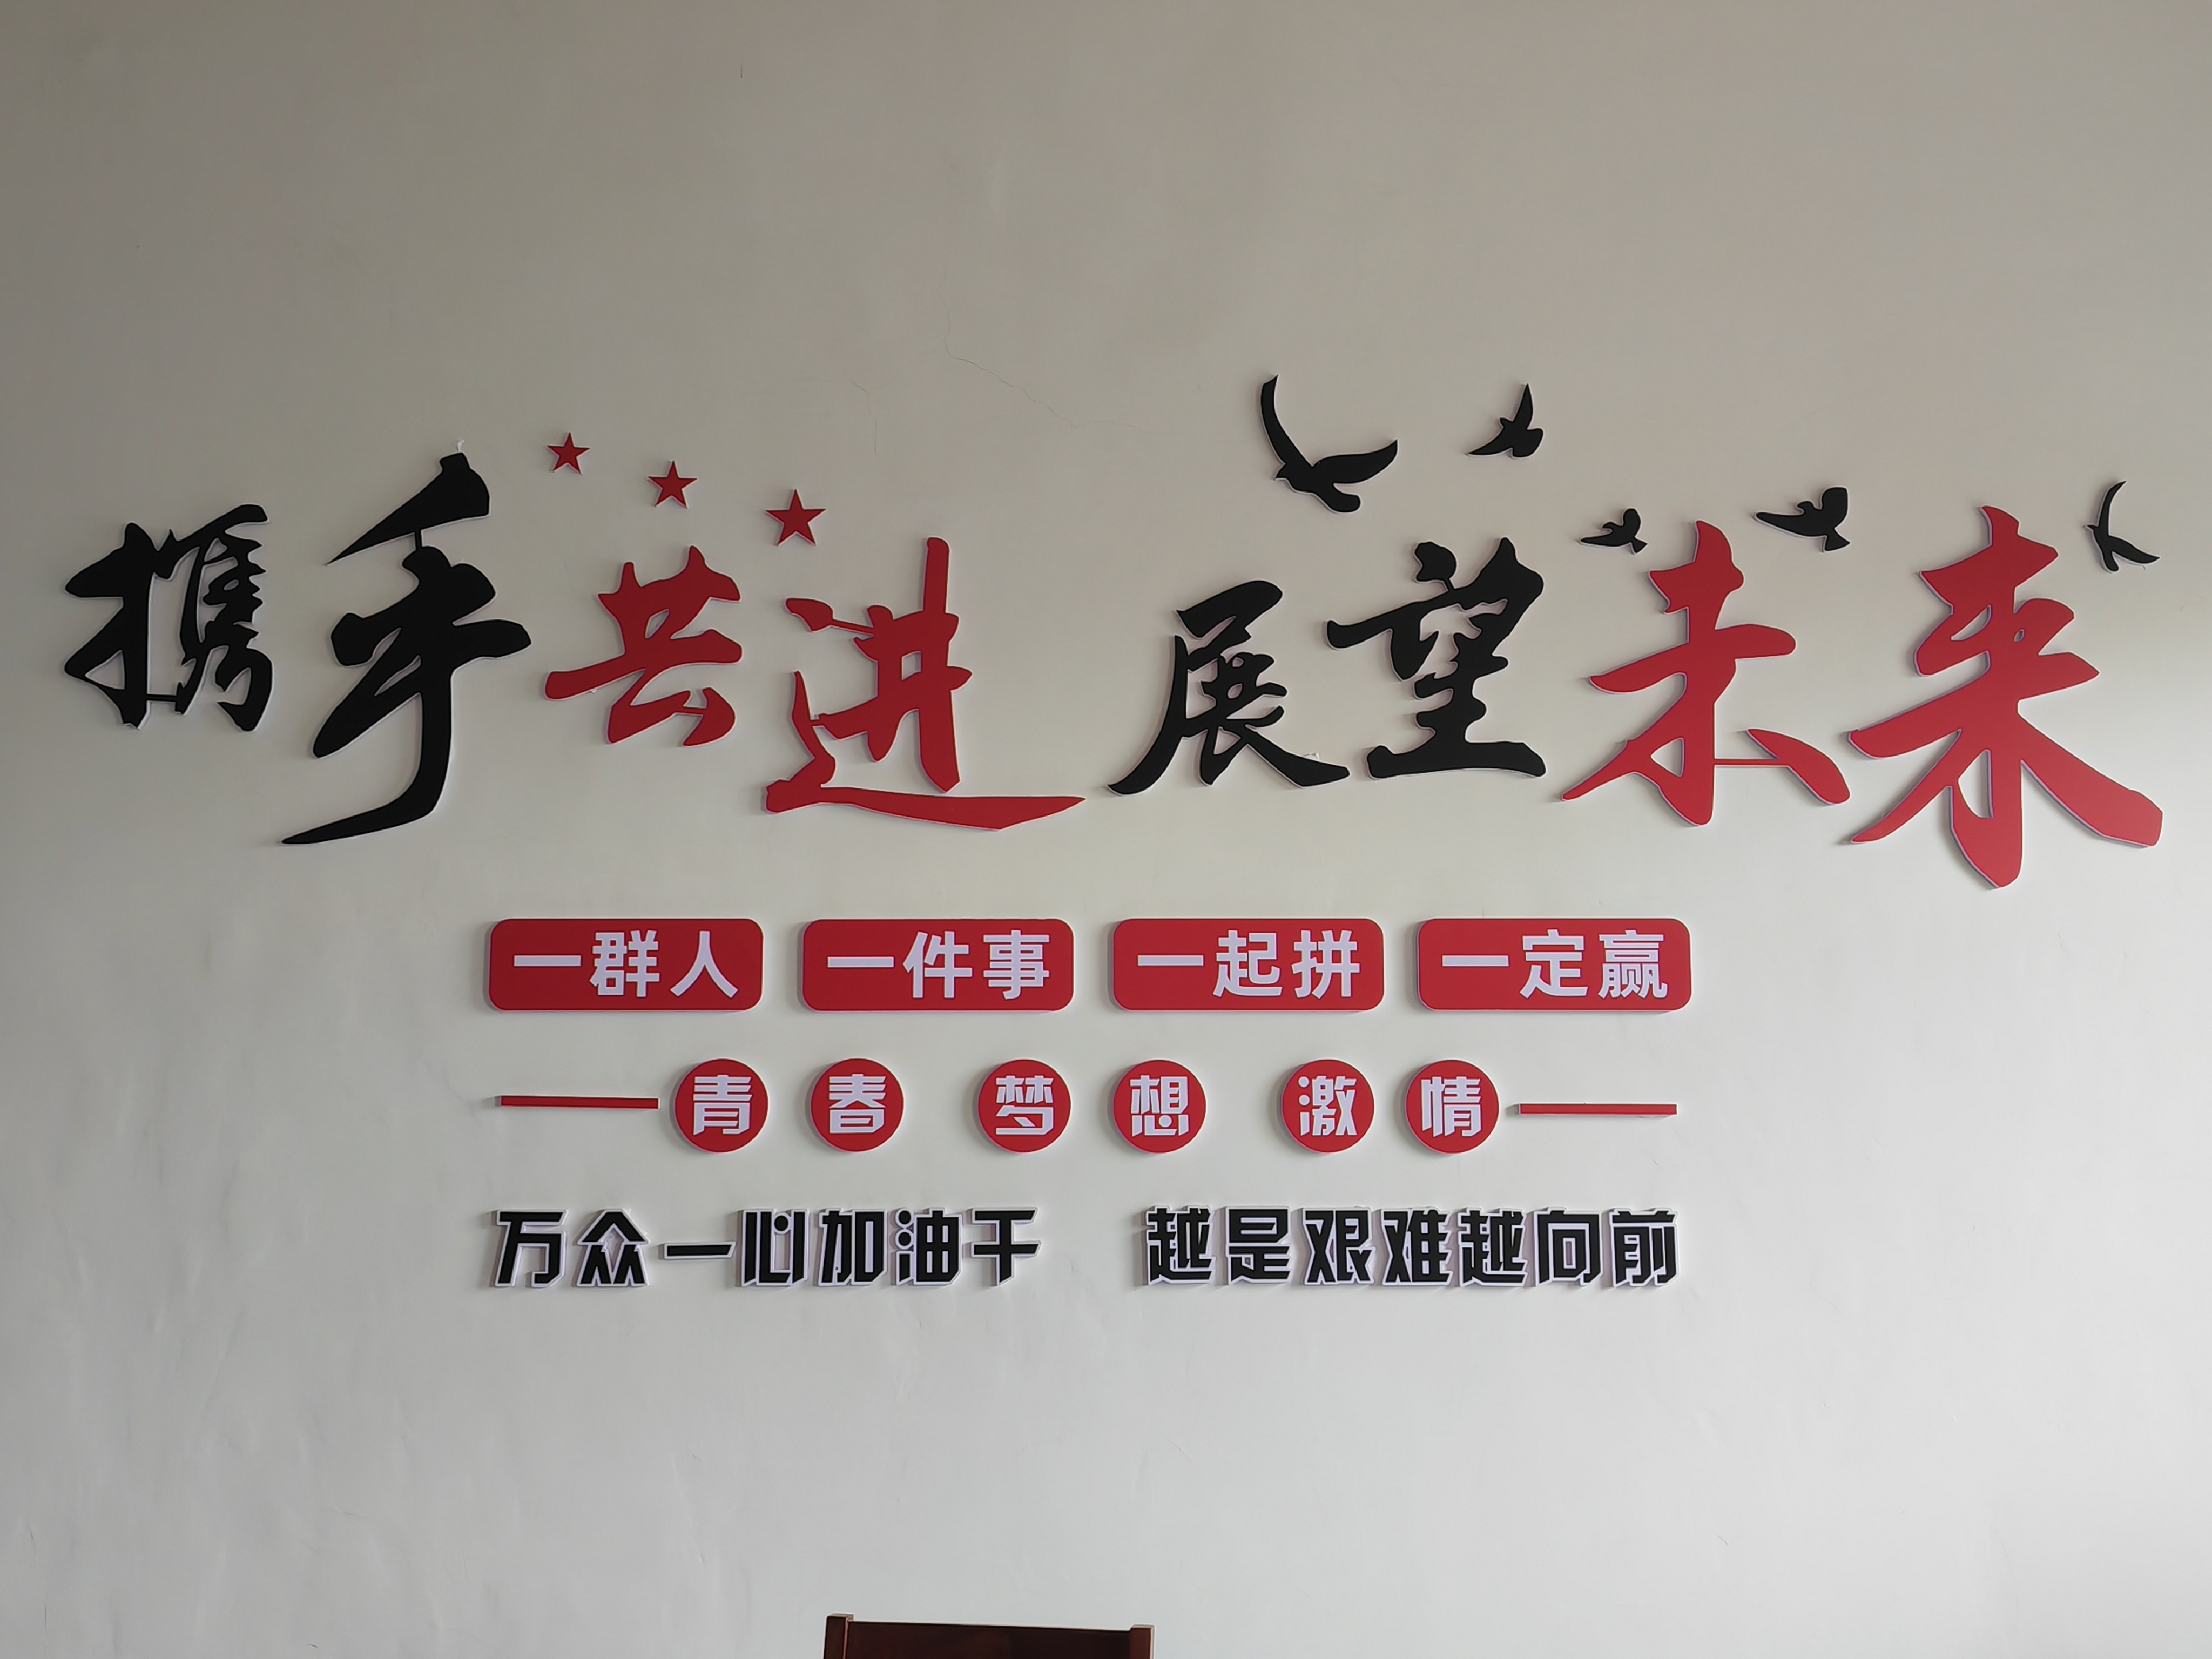 携手共进 展望未来
一群人 一件事 一起拼 一定赢
青春 梦想 激情
万众一心加油干 越是艰难越向前